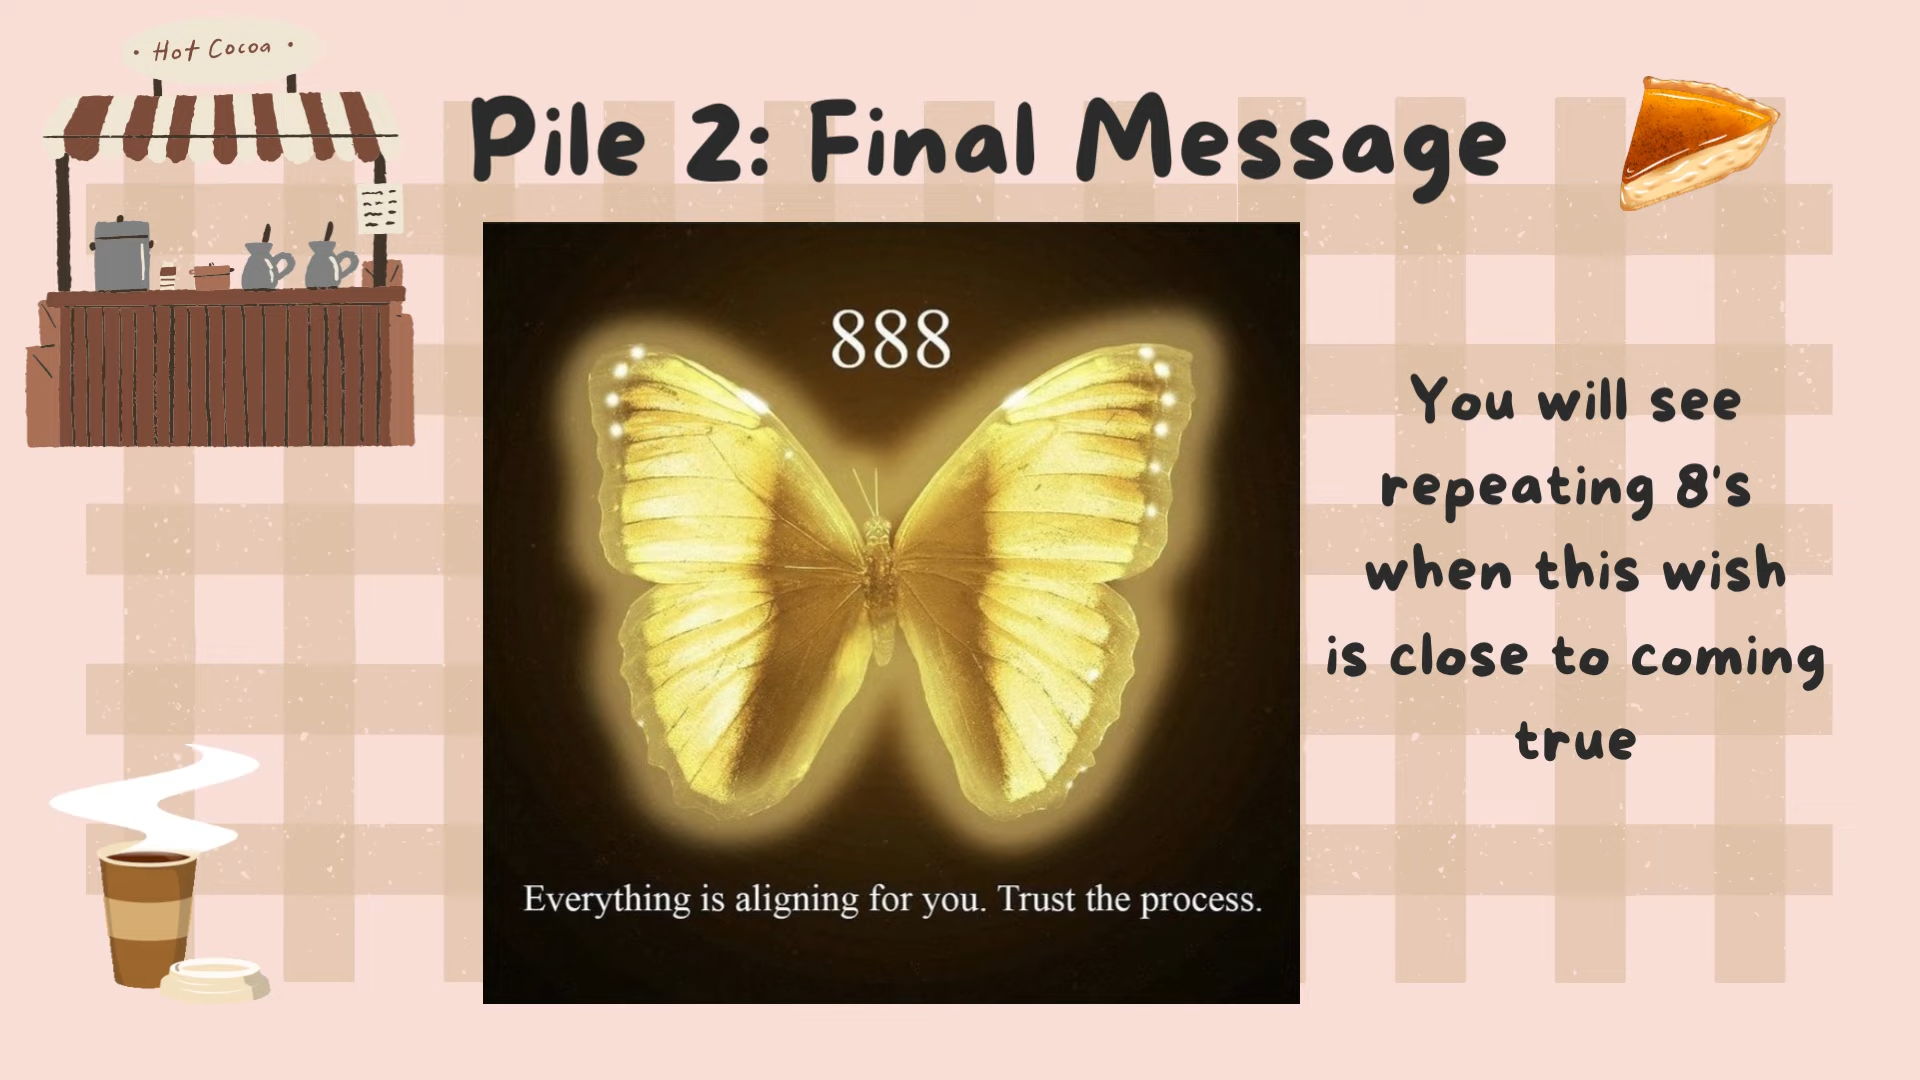 • Hot Cocoa •
Pile 2: Final Message
888
Everything is aligning for you. Trust the process.
You will see
repeating 8's
when this wish
is close to coming
true